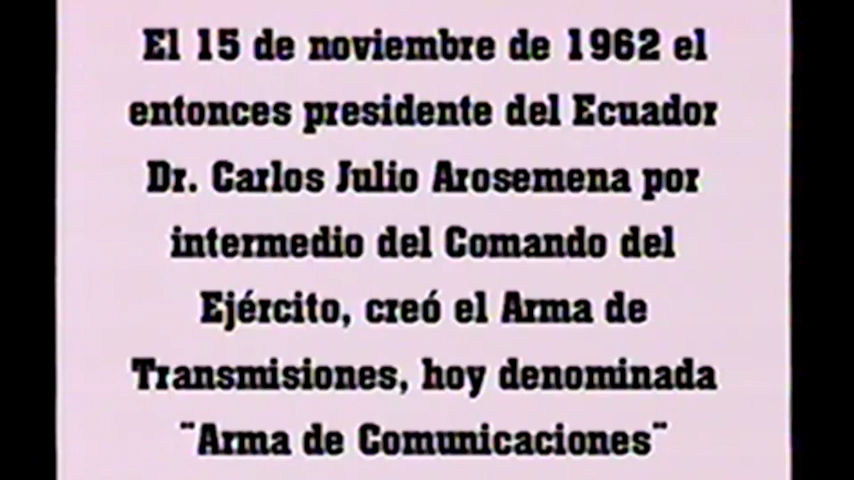 El 15 de noviembre de 1962 el
entonces presidente del Ecuador
Dr. Carlos Julio Arosemena por
intermedio del Comando del
Ejército, creó el Arma de
Transmisiones, hoy denominada
¨Arma de Comunicaciones¨